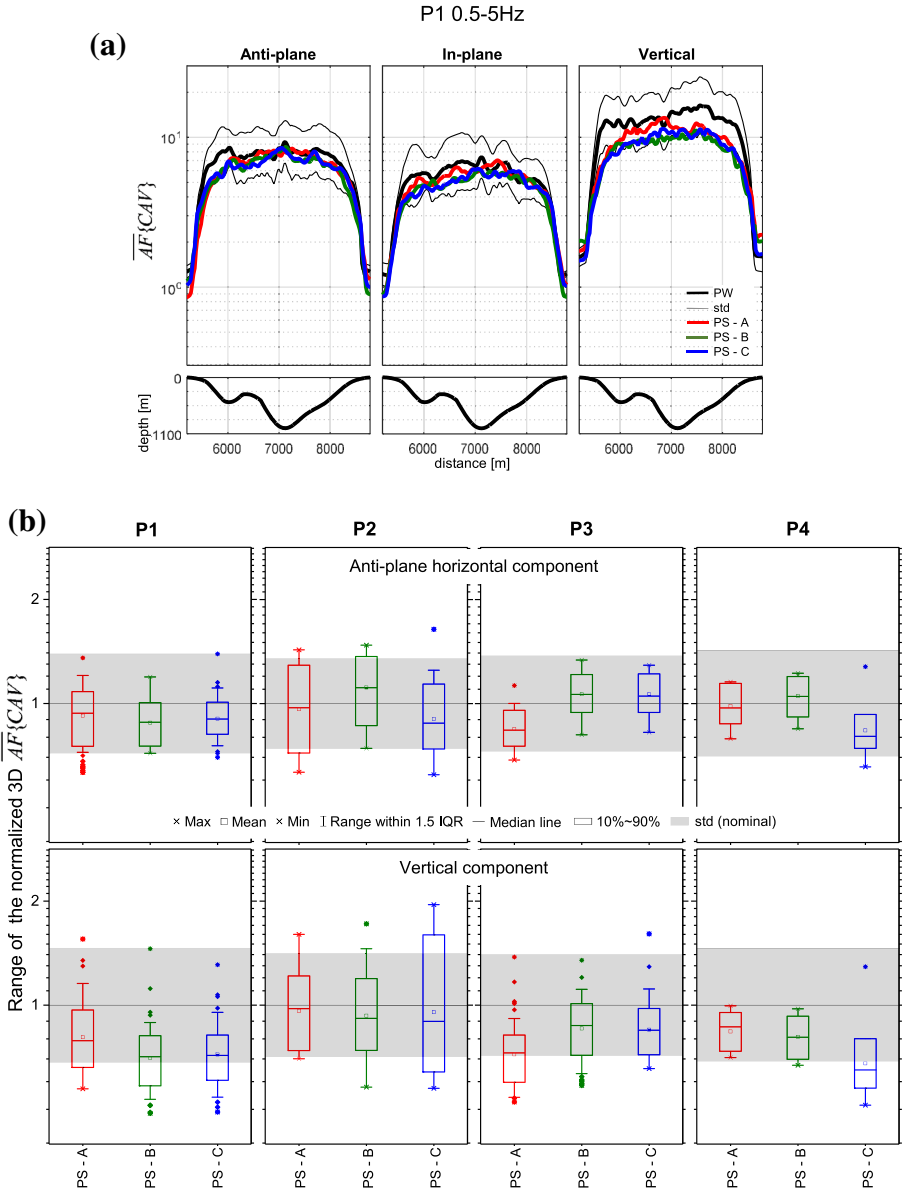 P1 0.5-5Hz
(a)
Anti-plane
In-plane
Vertical
10^1
10^0
AF{CAV}
PW
std
PS - A
PS - B
PS - C
0
-1100
depth [m]
6000 7000 8000
6000 7000 8000
6000 7000 8000
distance [m]
(b)
P1
P2
P3
P4
Anti-plane horizontal component
2
1
Range of the normalized 3D AF{CAV}
× Max □ Mean × Min Range within 1.5 IQR — Median line 10%~90% std (nominal)
Vertical component
2
1
PS - A PS - B PS - C
PS - A PS - B PS - C
PS - A PS - B PS - C
PS - A PS - B PS - C